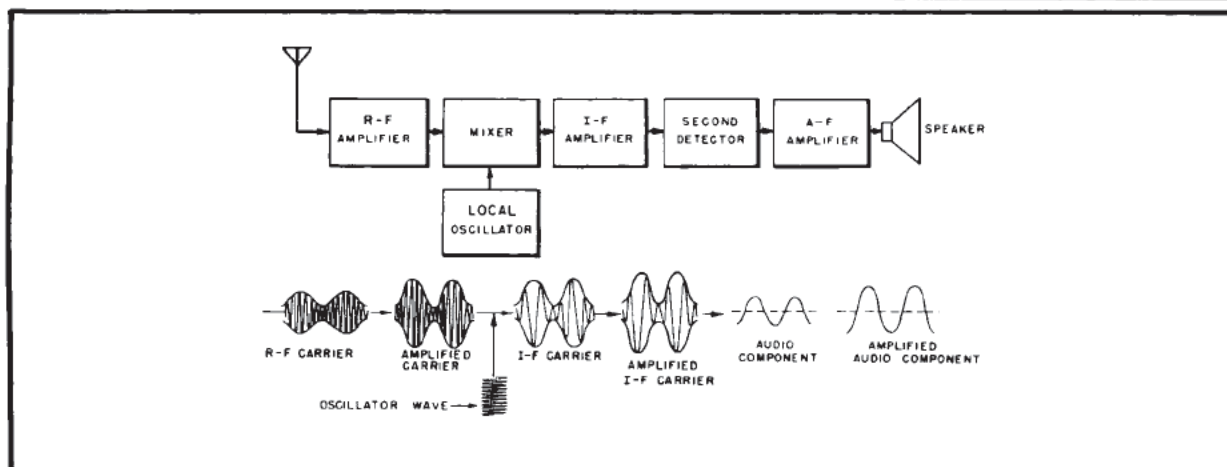 R-F
AMPLIFIER
MIXER
I-F
AMPLIFIER
SECOND
DETECTOR
A-F
AMPLIFIER
SPEAKER
LOCAL
OSCILLATOR
R-F CARRIER
AMPLIFIED
CARRIER
I-F CARRIER
AMPLIFIED
I-F CARRIER
AUDIO
COMPONENT
AMPLIFIED
AUDIO COMPONENT
OSCILLATOR WAVE